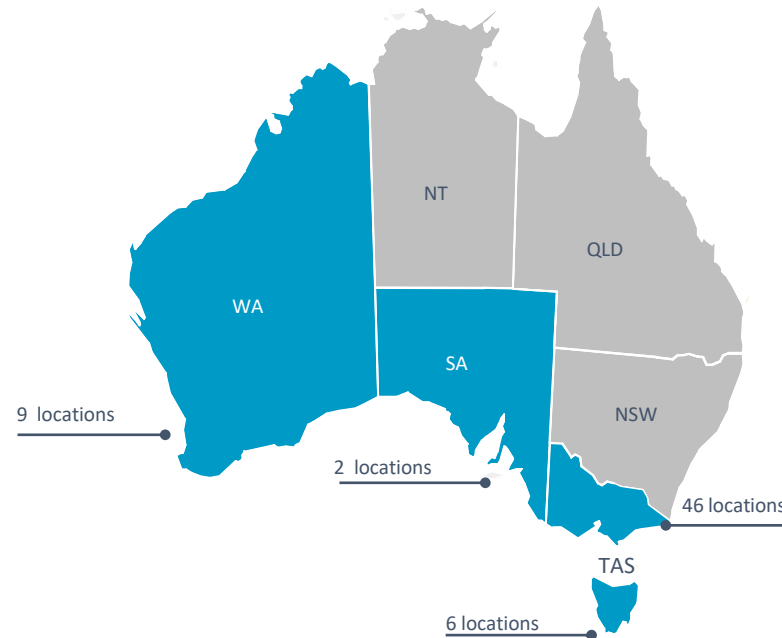 NT
QLD
WA
SA
9 locations
NSW
2 locations
46 locations
TAS
6 locations